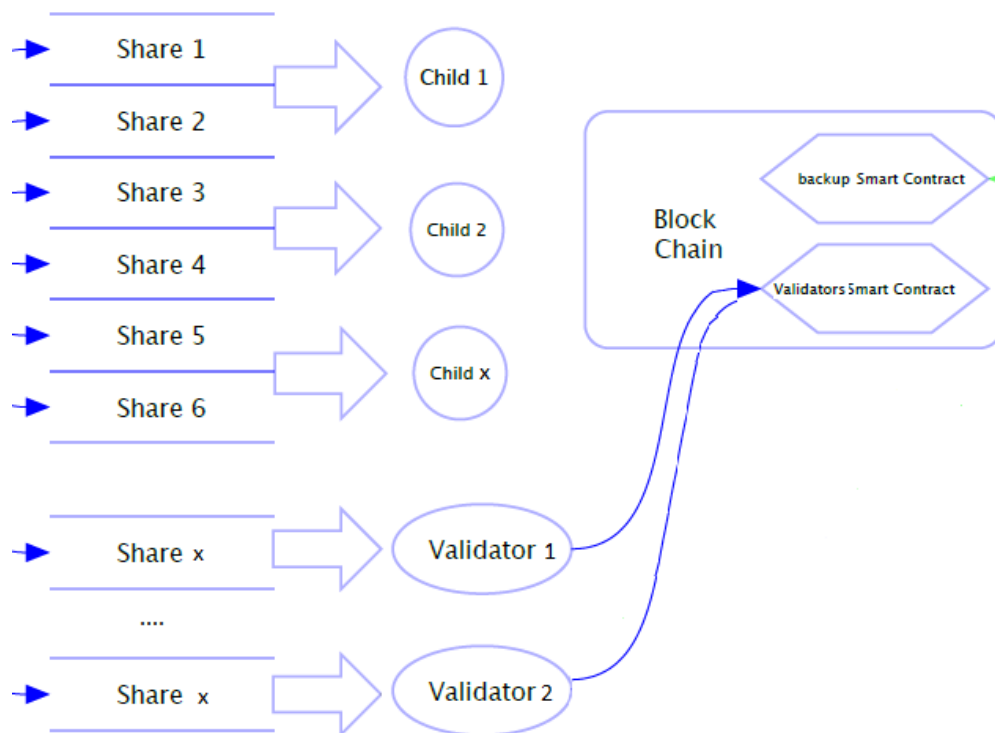 Share 1
Share 2
Share 3
Share 4
Share 5
Share 6
Share x
....
Share x
Child 1
Child 2
Child x
Validator 1
Validator 2
Block
Chain
backup Smart Contract
Validators Smart Contract